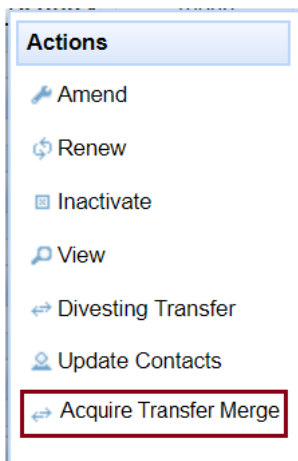 Actions
Amend
Renew
Inactivate
View
Divesting Transfer
Update Contacts
Acquire Transfer Merge